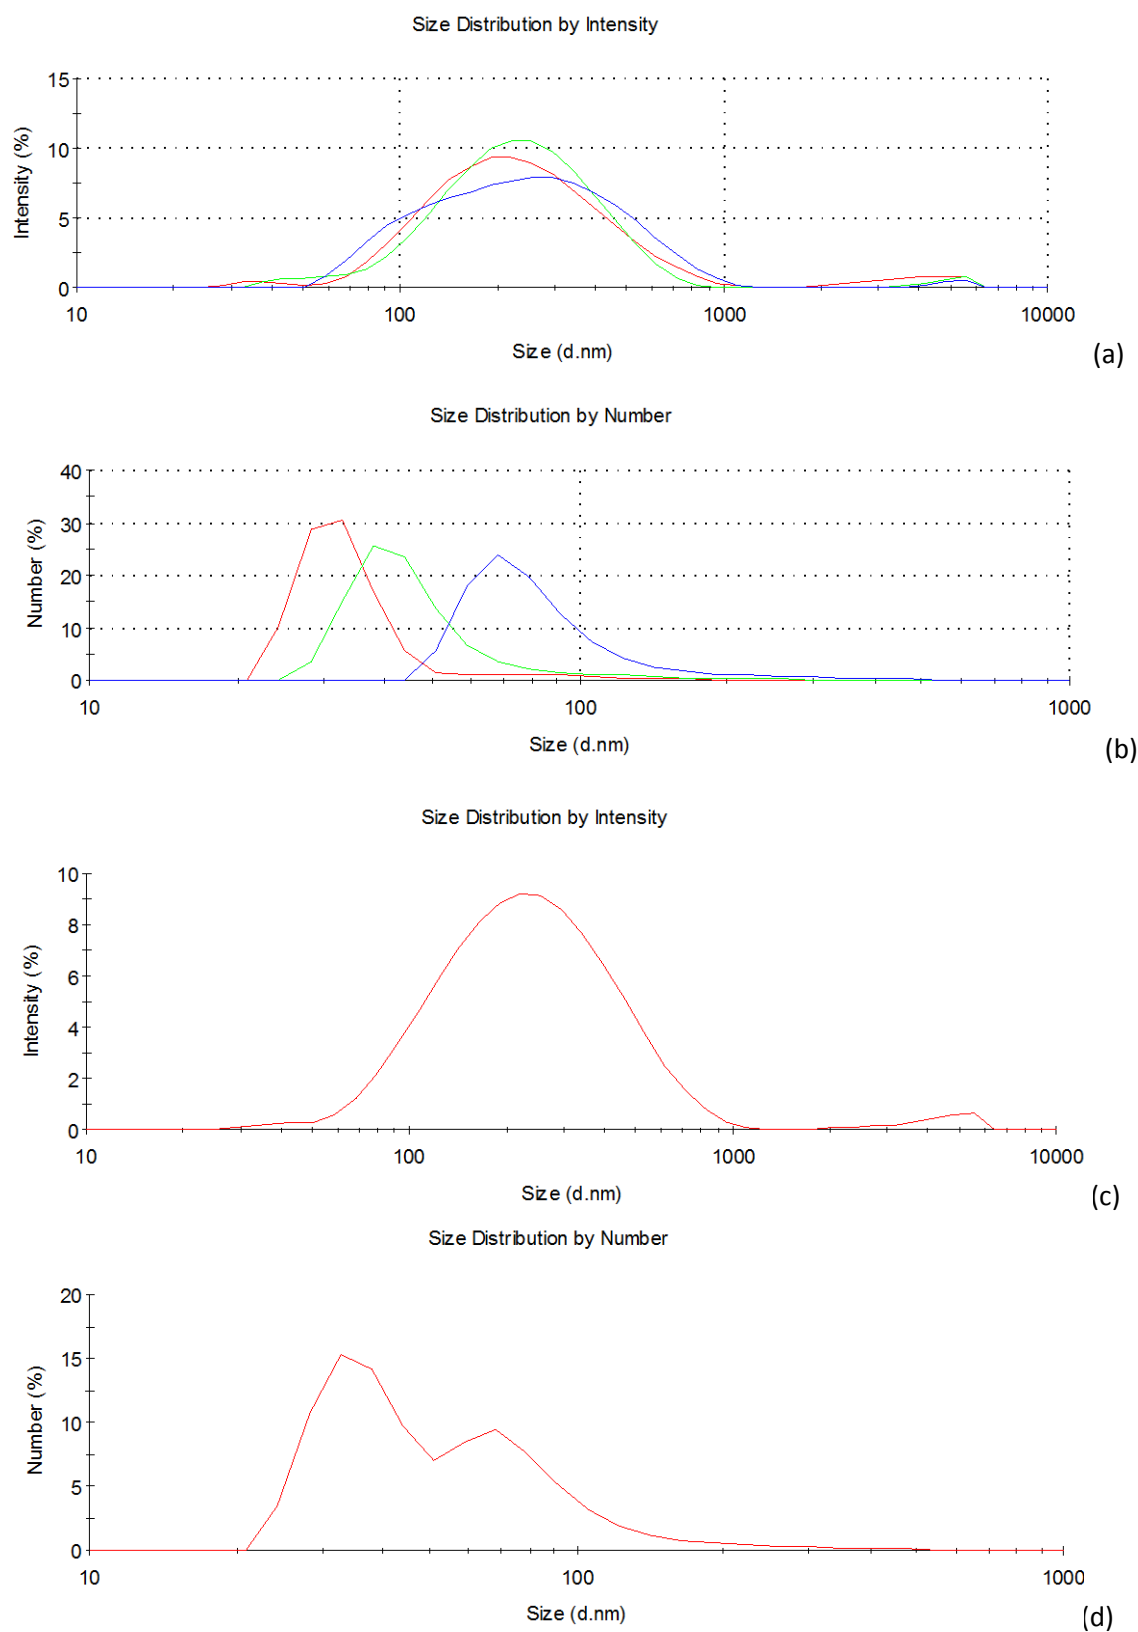 Size Distribution by Intensity
15
10
5
0
Intensity (%)
10 100 1000 10000
Size (d.nm)
(a)
Size Distribution by Number
40
30
20
10
0
Number (%)
10 100 1000
Size (d.nm)
(b)
Size Distribution by Intensity
10
8
6
4
2
0
Intensity (%)
10 100 1000 10000
Size (d.nm)
(c)
Size Distribution by Number
20
15
10
5
0
Number (%)
10 100 1000
Size (d.nm)
(d)